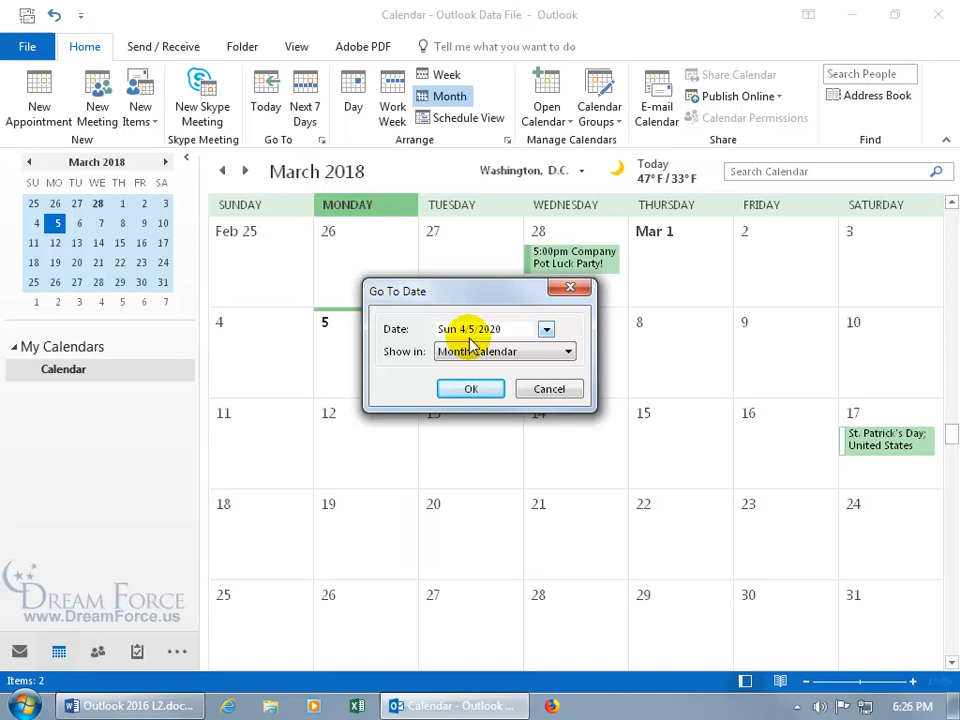 Calendar - Outlook Data File - Outlook
File
Home
Send / Receive
Folder
View
Adobe PDF
Tell me what you want to do
New
Appointment
New
Meeting
New
Items
New
New Skype
Meeting
Skype Meeting
Today
Next 7
Days
Go To
Day
Work
Week
Week
Month
Schedule View
Arrange
Open
Calendar
Calendar
Groups
Manage Calendars
E-mail
Calendar
Share Calendar
Publish Online
Calendar Permissions
Share
Search People
Address Book
Find
March 2018
SU MO TU WE TH FR SA
25 26 27 28 1 2 3
4 5 6 7 8 9 10
11 12 13 14 15 16 17
18 19 20 21 22 23 24
25 26 27 28 29 30 31
1 2 3 4 5 6 7
My Calendars
Calendar
March 2018
Washington, D.C.
Today
47°F / 33°F
Search Calendar
SUNDAY MONDAY TUESDAY WEDNESDAY THURSDAY FRIDAY SATURDAY
Feb 25 26 27 28 Mar 1 2 3
5:00pm Company
Pot Luck Party!
4 5 8 9 10
Go To Date
Date: Sun 4/5/2020
Show in: Month Calendar
OK Cancel
11 12 13 14 15 16 17
St. Patrick's Day;
United States
18 19 20 21 22 23 24
25 26 27 28 29 30 31
DREAM FORCE
www.DreamForce.us
Items: 2
Outlook 2016 L2.doc...
Calendar - Outlook ...
6:26 PM